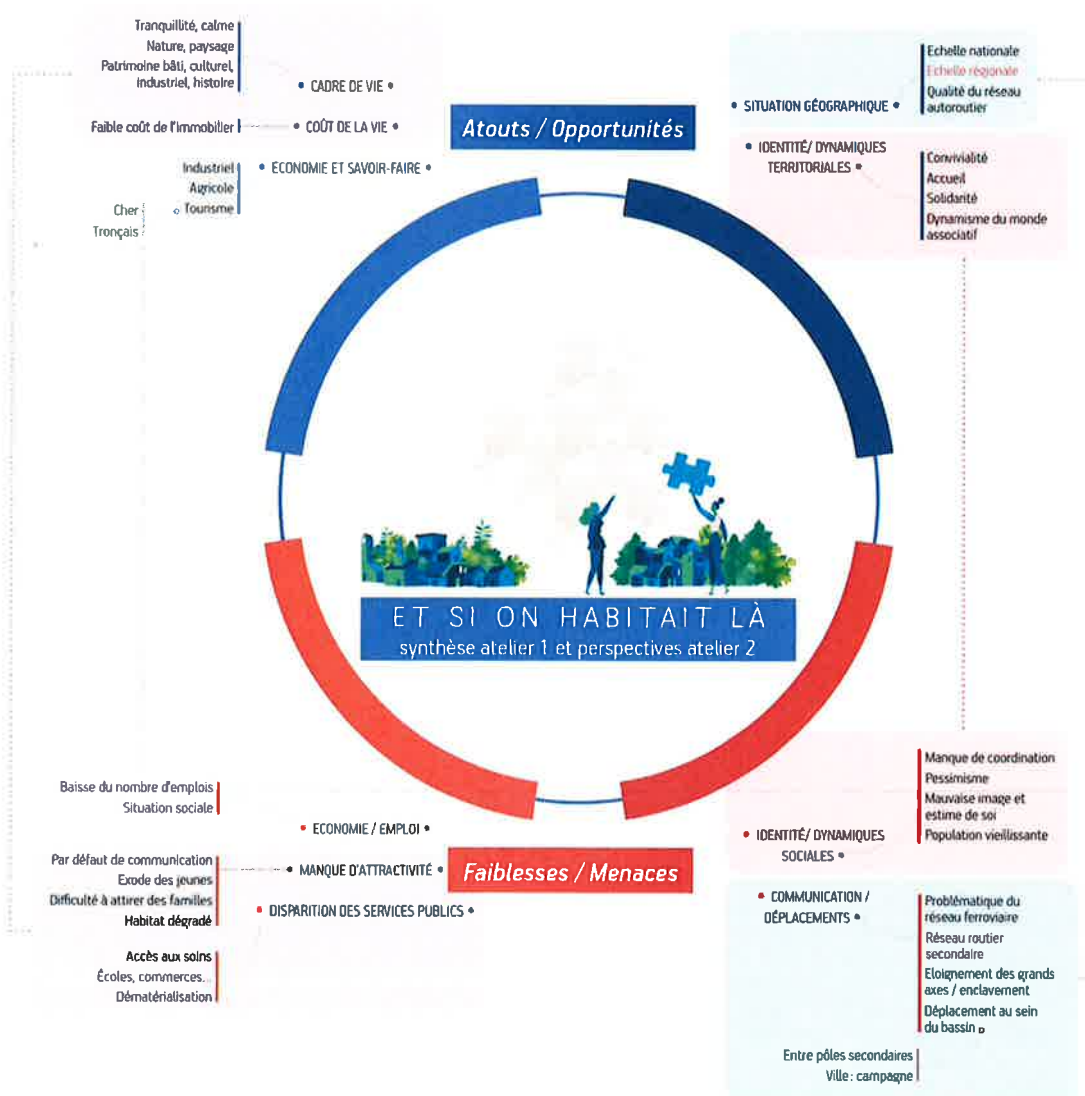 Tranquillité, calme
Nature, paysage
Patrimoine bâti, culturel,
industriel, histoire
• CADRE DE VIE •
Faible coût de l'immobilier
• COÛT DE LA VIE •
Industriel
Agricole
Tourisme
• ECONOMIE ET SAVOIR-FAIRE •
Cher
Tronçais
Atouts / Opportunités
Echelle nationale
Echelle régionale
Qualité du réseau
autoroutier
• SITUATION GÉOGRAPHIQUE •
• IDENTITÉ/ DYNAMIQUES
TERRITORIALES •
Convivialité
Accueil
Solidarité
Dynamisme du monde
associatif
ET SI ON HABITAIT LÀ
synthèse atelier 1 et perspectives atelier 2
Baisse du nombre d'emplois
Situation sociale
• ECONOMIE / EMPLOI •
Par défaut de communication
Exode des jeunes
Difficulté à attirer des familles
Habitat dégradé
• MANQUE D'ATTRACTIVITÉ •
• DISPARITION DES SERVICES PUBLICS •
Accès aux soins
Écoles, commerces...
Dématérialisation
Faiblesses / Menaces
Manque de coordination
Pessimisme
Mauvaise image et
estime de soi
Population vieillissante
• IDENTITÉ/ DYNAMIQUES
SOCIALES •
• COMMUNICATION /
DÉPLACEMENTS •
Problématique du
réseau ferroviaire
Réseau routier
secondaire
Eloignement des grands
axes / enclavement
Déplacement au sein
du bassin
Entre pôles secondaires
Ville : campagne